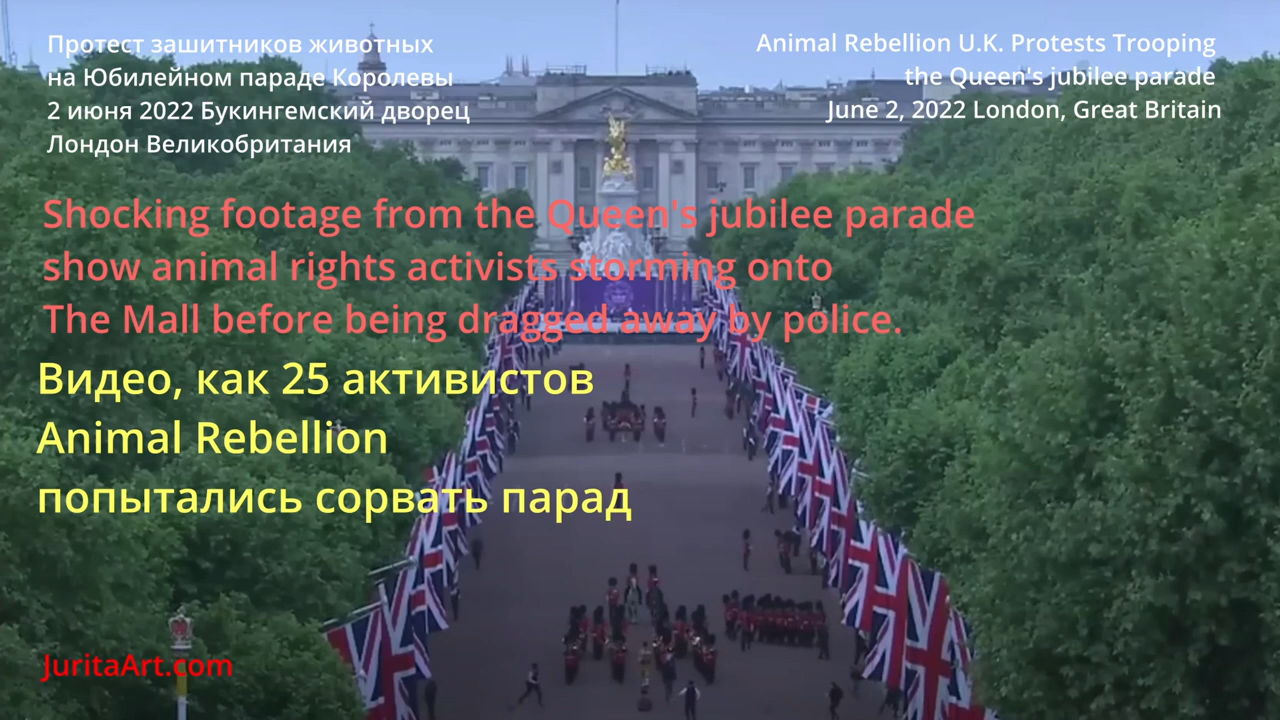 Протест зашитников животных
на Юбилейном параде Королевы
2 июня 2022 Букингемский дворец
Лондон Великобритания
Animal Rebellion U.K. Protests Trooping
the Queen's jubilee parade
June 2, 2022 London, Great Britain
Shocking footage from the Queen's jubilee parade
show animal rights activists storming onto
The Mall before being dragged away by police.
Видео, как 25 активистов
Animal Rebellion
попытались сорвать парад
JuritaArt.com